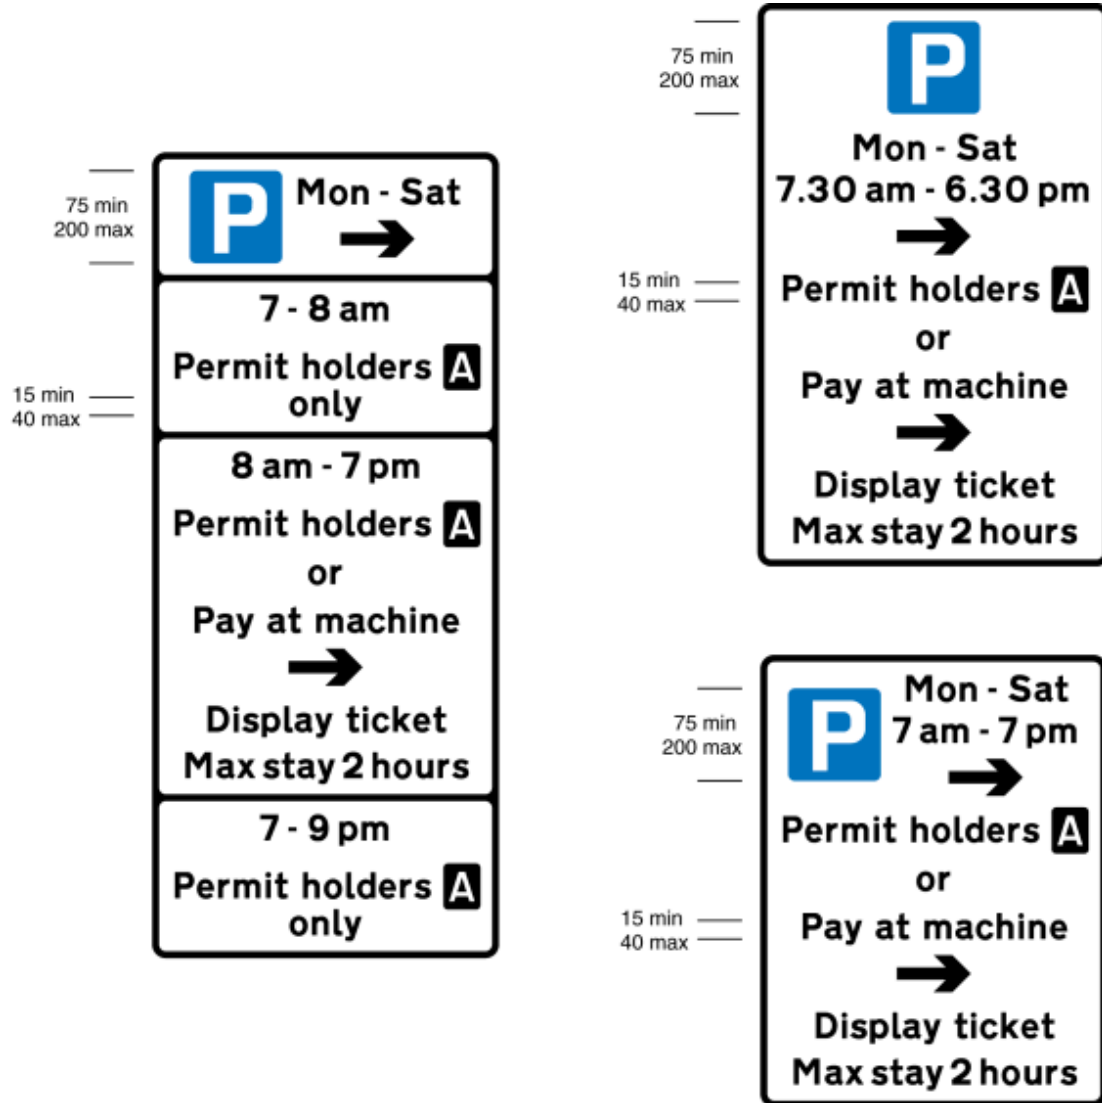 75 min
200 max
P Mon - Sat
7 - 8 am
Permit holders A
only
15 min
40 max
8 am - 7 pm
Permit holders A
or
Pay at machine
Display ticket
Max stay 2 hours
7 - 9 pm
Permit holders A
only
75 min
200 max
P
Mon - Sat
7.30 am - 6.30 pm
15 min
40 max
Permit holders A
or
Pay at machine
Display ticket
Max stay 2 hours
75 min
200 max
P
Mon - Sat
7 am - 7 pm
Permit holders A
or
15 min
40 max
Pay at machine
Display ticket
Max stay 2 hours